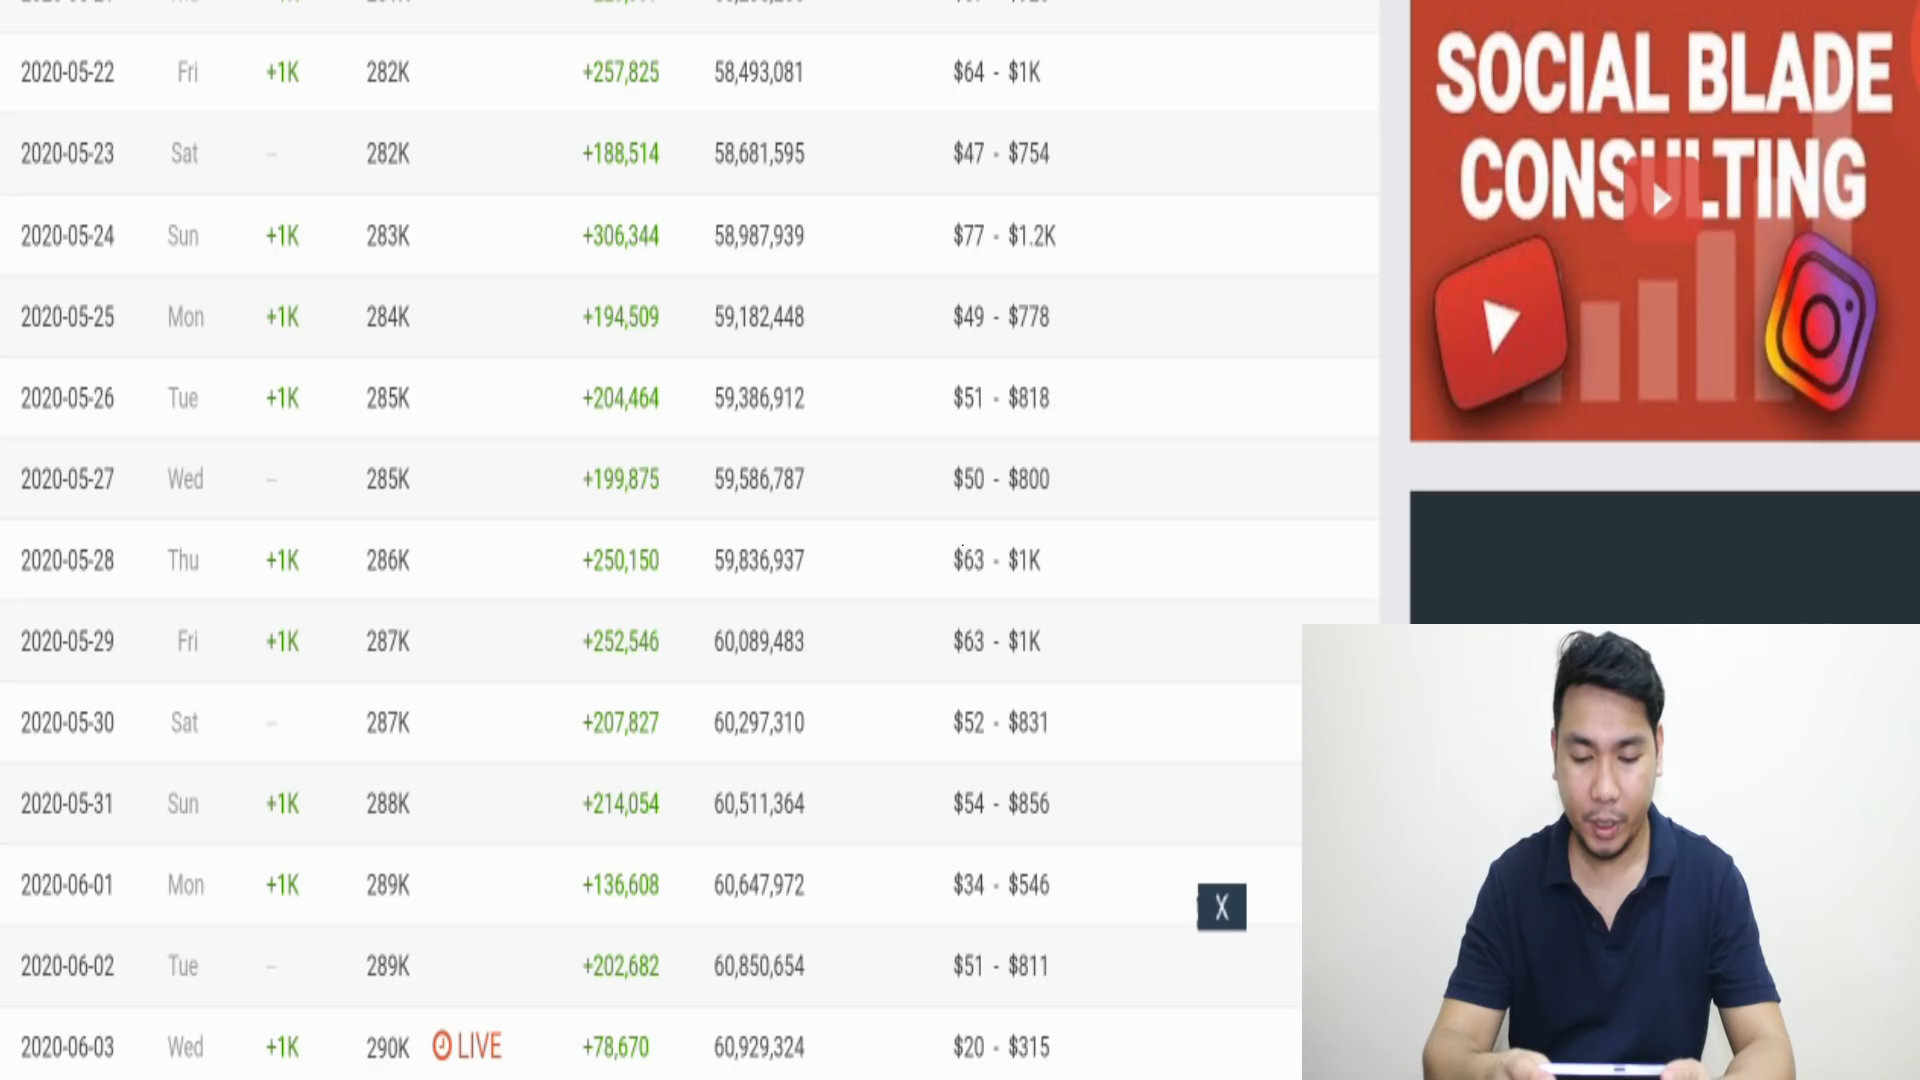 2020-05-22 Fri +1K 282K +257,825 58,493,081 $64 - $1K
2020-05-23 Sat -- 282K +188,514 58,681,595 $47 - $754
2020-05-24 Sun +1K 283K +306,344 58,987,939 $77 - $1.2K
2020-05-25 Mon +1K 284K +194,509 59,182,448 $49 - $778
2020-05-26 Tue +1K 285K +204,464 59,386,912 $51 - $818
2020-05-27 Wed -- 285K +199,875 59,586,787 $50 - $800
2020-05-28 Thu +1K 286K +250,150 59,836,937 $63 - $1K
2020-05-29 Fri +1K 287K +252,546 60,089,483 $63 - $1K
2020-05-30 Sat -- 287K +207,827 60,297,310 $52 - $831
2020-05-31 Sun +1K 288K +214,054 60,511,364 $54 - $856
2020-06-01 Mon +1K 289K +136,608 60,647,972 $34 - $546
2020-06-02 Tue -- 289K +202,682 60,850,654 $51 - $811
2020-06-03 Wed +1K 290K LIVE +78,670 60,929,324 $20 - $315
X
SOCIAL BLADE
CONSULTING